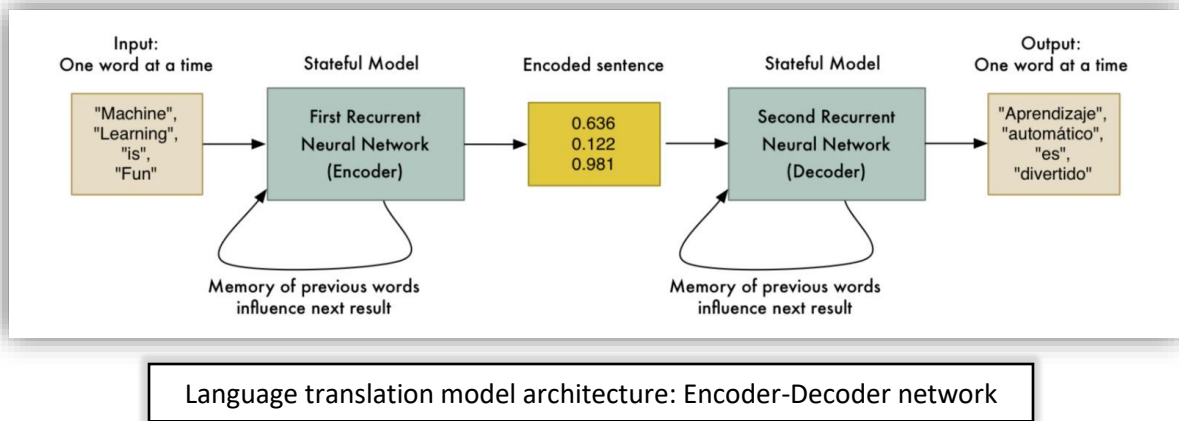 Input:
One word at a time
"Machine",
"Learning",
"is",
"Fun"
Stateful Model
First Recurrent
Neural Network
(Encoder)
Memory of previous words
influence next result
Encoded sentence
0.636
0.122
0.981
Stateful Model
Second Recurrent
Neural Network
(Decoder)
Memory of previous words
influence next result
Output:
One word at a time
"Aprendizaje",
"automático",
"es",
"divertido"
Language translation model architecture: Encoder-Decoder network